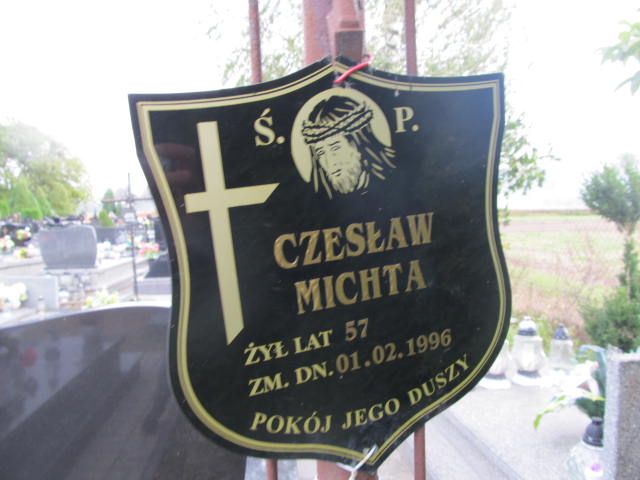 Ś. P.
CZESŁAW
MICHTA
ŻYŁ LAT 57
ZM. DN. 01.02.1996
POKÓJ JEGO DUSZY